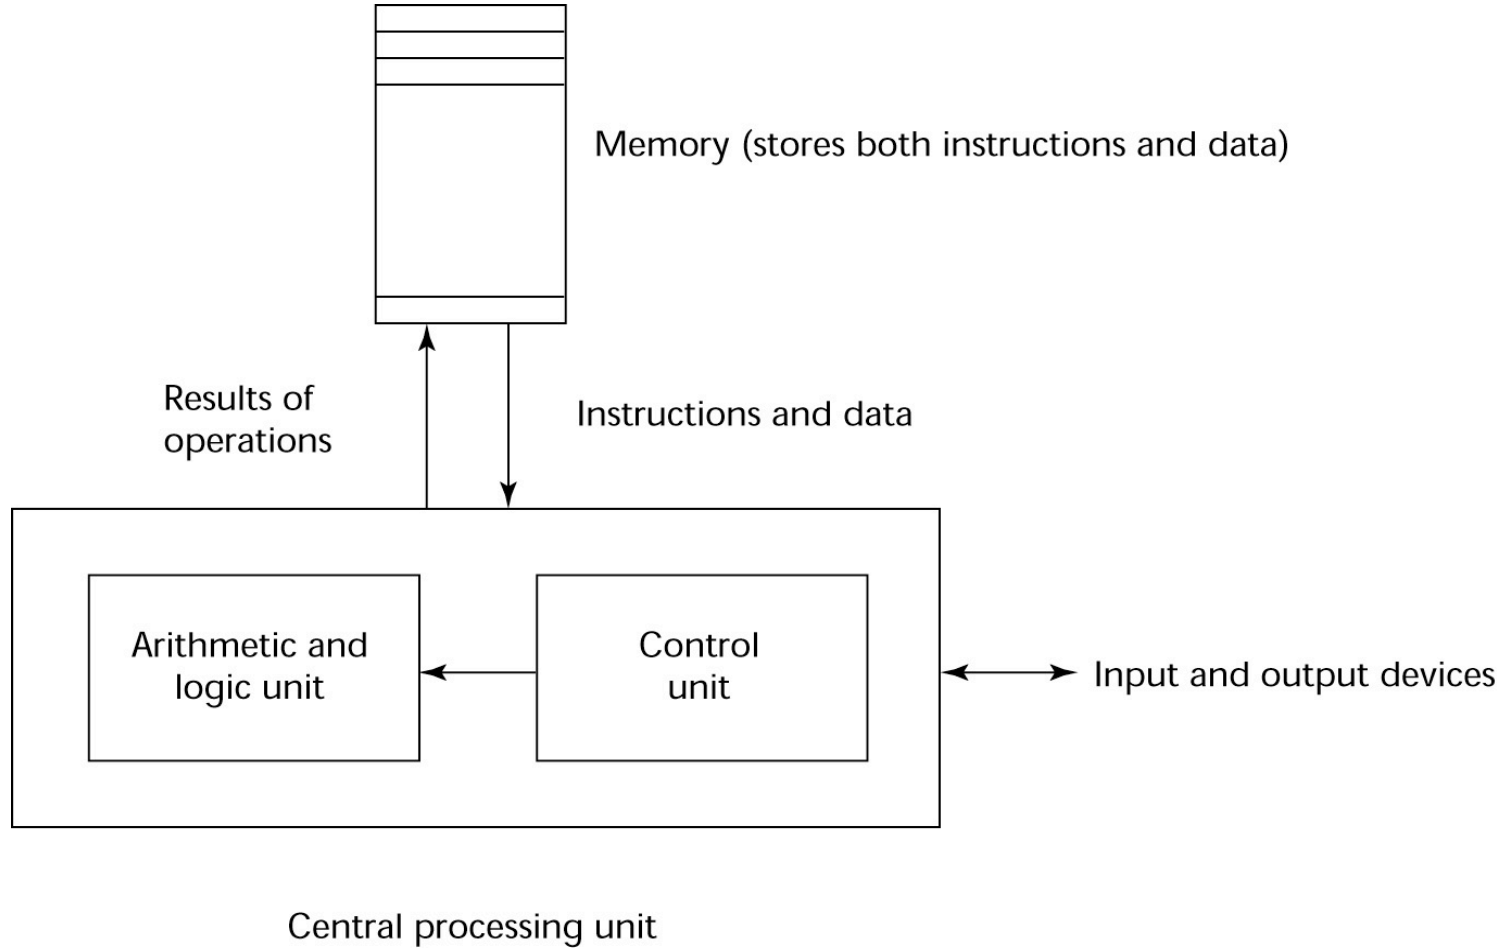 Memory (stores both instructions and data)
Results of
operations
Instructions and data
Arithmetic and
logic unit
Control
unit
Input and output devices
Central processing unit